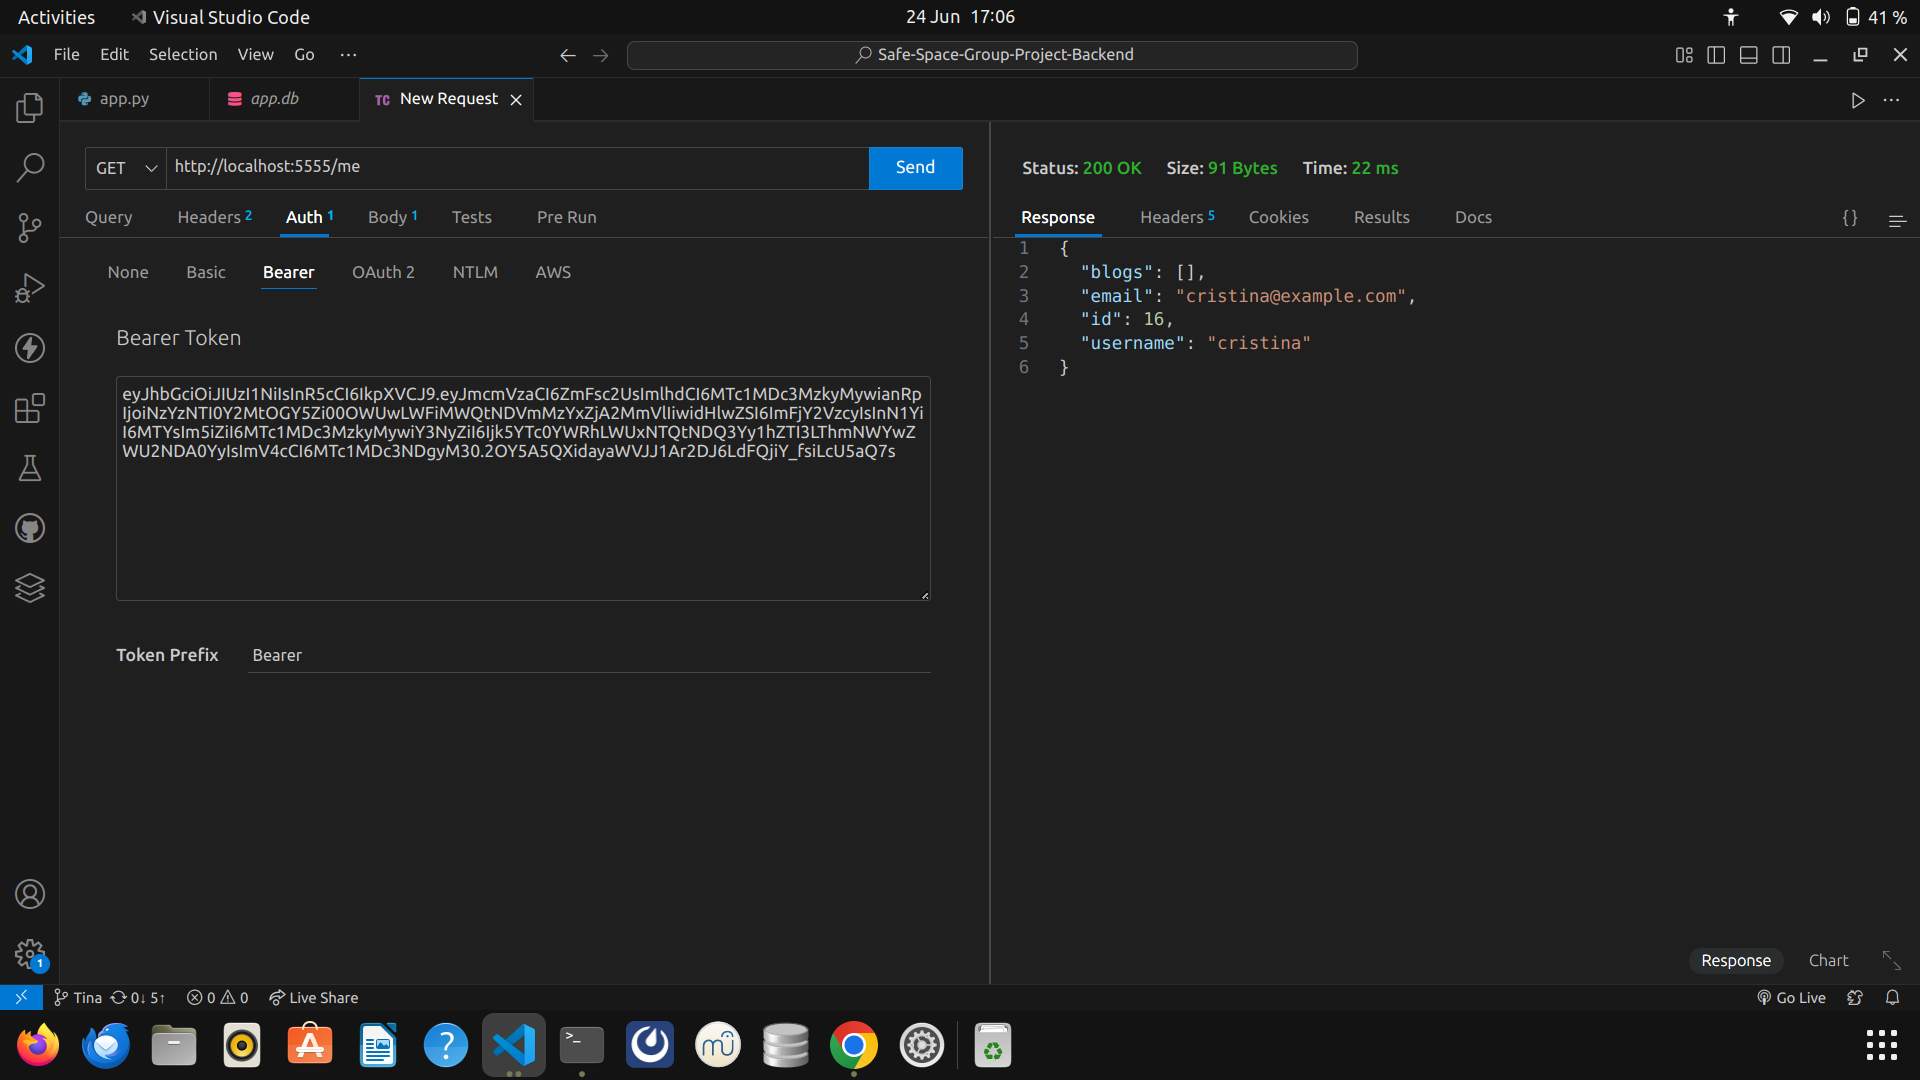 Activities
Visual Studio Code
24 Jun 17:06
41 %
File
Edit
Selection
View
Go
Safe-Space-Group-Project-Backend
app.py
app.db
TC New Request
GET
http://localhost:5555/me
Send
Query
Headers 2
Auth 1
Body 1
Tests
Pre Run
None
Basic
Bearer
OAuth 2
NTLM
AWS
Bearer Token
eyJhbGciOiJIUzI1NiIsInR5cCI6IkpXVCJ9.eyJmcmVzaCI6ZmFsc2UsImlhdCI6MTc1MDc3MzkyMywianRp
IjoiNzYzNTI0Y2MtOGY5Zi00OWUwLWFiMWQtNDVmMzYxZjA2MmVlIiwidHlwZSI6ImFjY2VzcyIsInN1Yi
I6MTYsIm5iZiI6MTc1MDc3MzkyMywiY3NyZiI6Ijk5YTc0YWRhLWUxNTQtNDQ3Yy1hZTI3LThmNWYwZ
WU2NDA0YyIsImV4cCI6MTc1MDc3NDgyM30.2OY5A5QXidayaWVJJ1Ar2DJ6LdFQjiY_fsiLcU5aQ7s
Token Prefix
Bearer
Status: 200 OK
Size: 91 Bytes
Time: 22 ms
Response
Headers 5
Cookies
Results
Docs
{}
1 {
2 "blogs": [],
3 "email": "cristina@example.com",
4 "id": 16,
5 "username": "cristina"
6 }
Response
Chart
1
Tina
0↓ 5↑
0
0
Live Share
Go Live